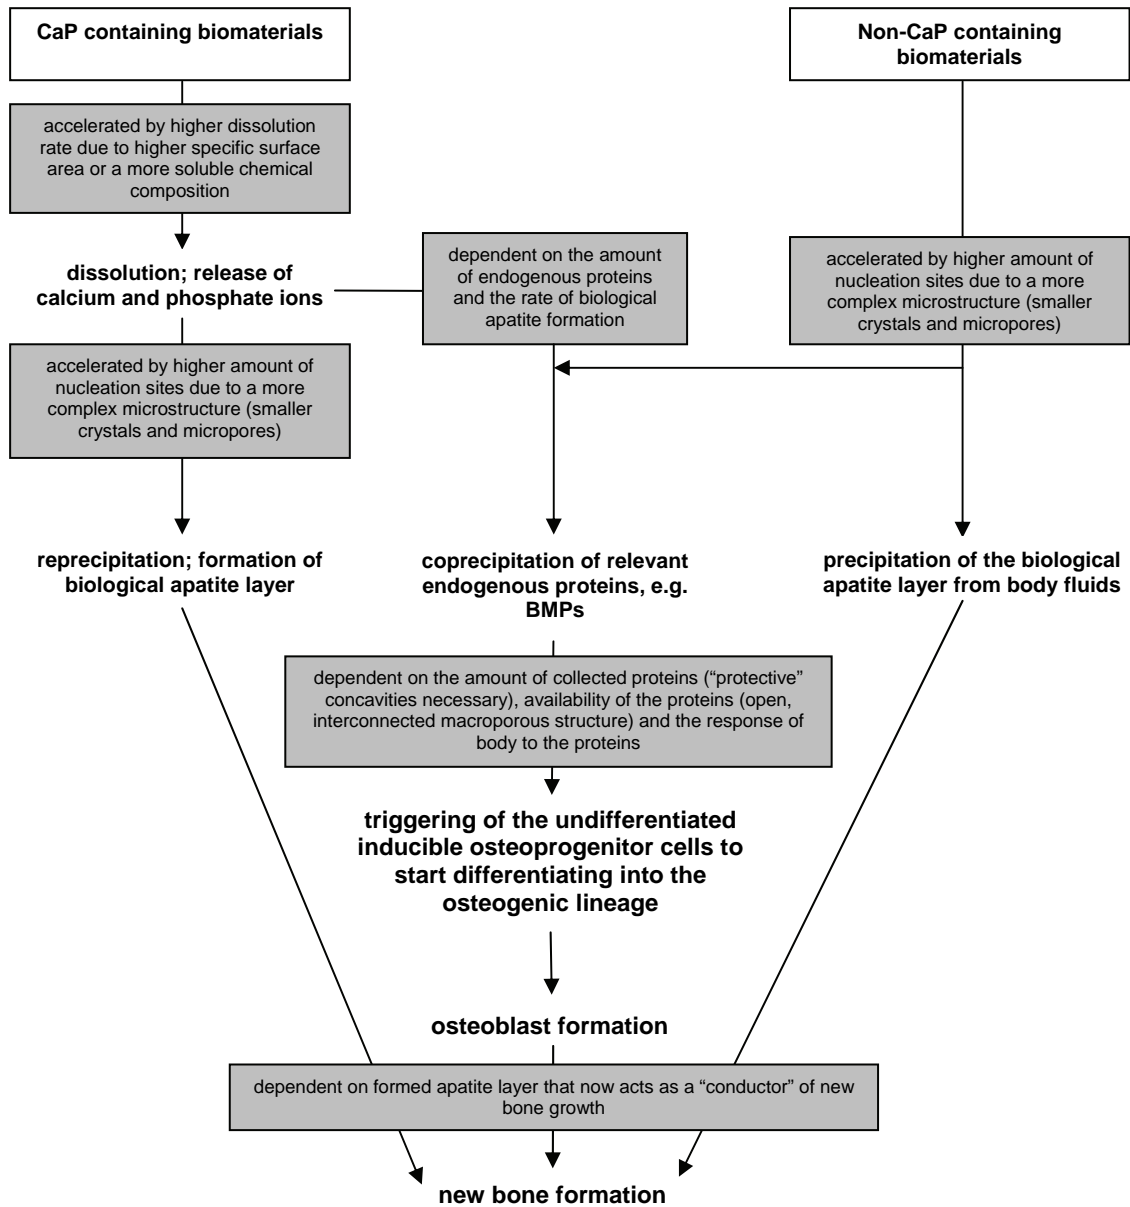 CaP containing biomaterials
Non-CaP containing
biomaterials
accelerated by higher dissolution
rate due to higher specific surface
area or a more soluble chemical
composition
dissolution; release of
calcium and phosphate ions
dependent on the amount
of endogenous proteins
and the rate of biological
apatite formation
accelerated by higher amount of
nucleation sites due to a more
complex microstructure (smaller
crystals and micropores)
accelerated by higher amount of
nucleation sites due to a more
complex microstructure (smaller
crystals and micropores)
reprecipitation; formation of
biological apatite layer
coprecipitation of relevant
endogenous proteins, e.g.
BMPs
precipitation of the biological
apatite layer from body fluids
dependent on the amount of collected proteins (“protective”
concavities necessary), availability of the proteins (open,
interconnected macroporous structure) and the response of
body to the proteins
triggering of the undifferentiated
inducible osteoprogenitor cells to
start differentiating into the
osteogenic lineage
osteoblast formation
dependent on formed apatite layer that now acts as a “conductor” of new
bone growth
new bone formation